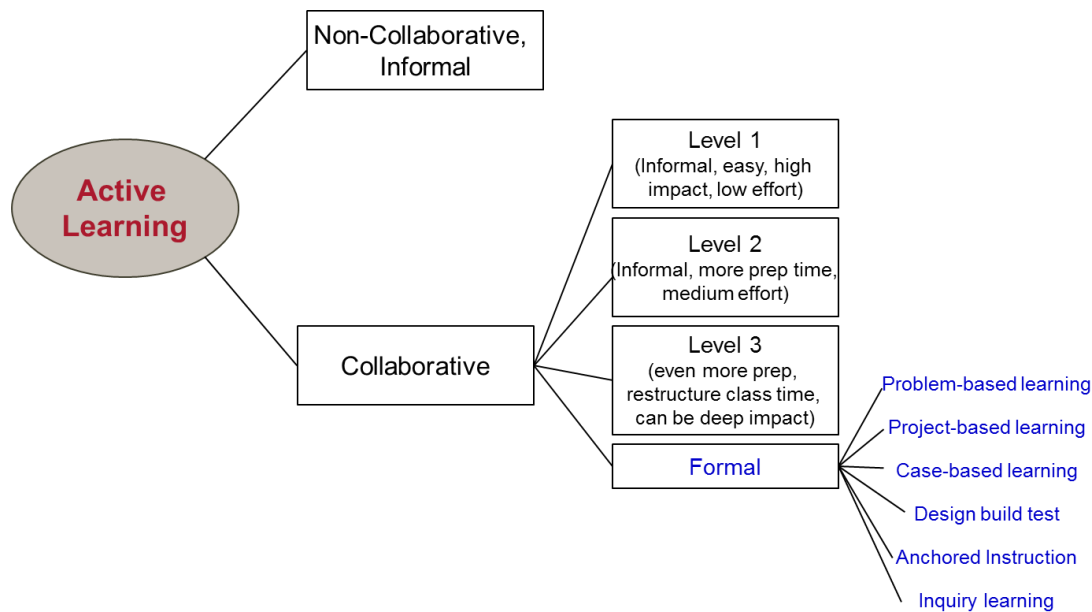 Non-Collaborative,
Informal
Active
Learning
Level 1
(Informal, easy, high
impact, low effort)
Level 2
(Informal, more prep time,
medium effort)
Collaborative
Level 3
(even more prep,
restructure class time,
can be deep impact)
Formal
Problem-based learning
Project-based learning
Case-based learning
Design build test
Anchored Instruction
Inquiry learning